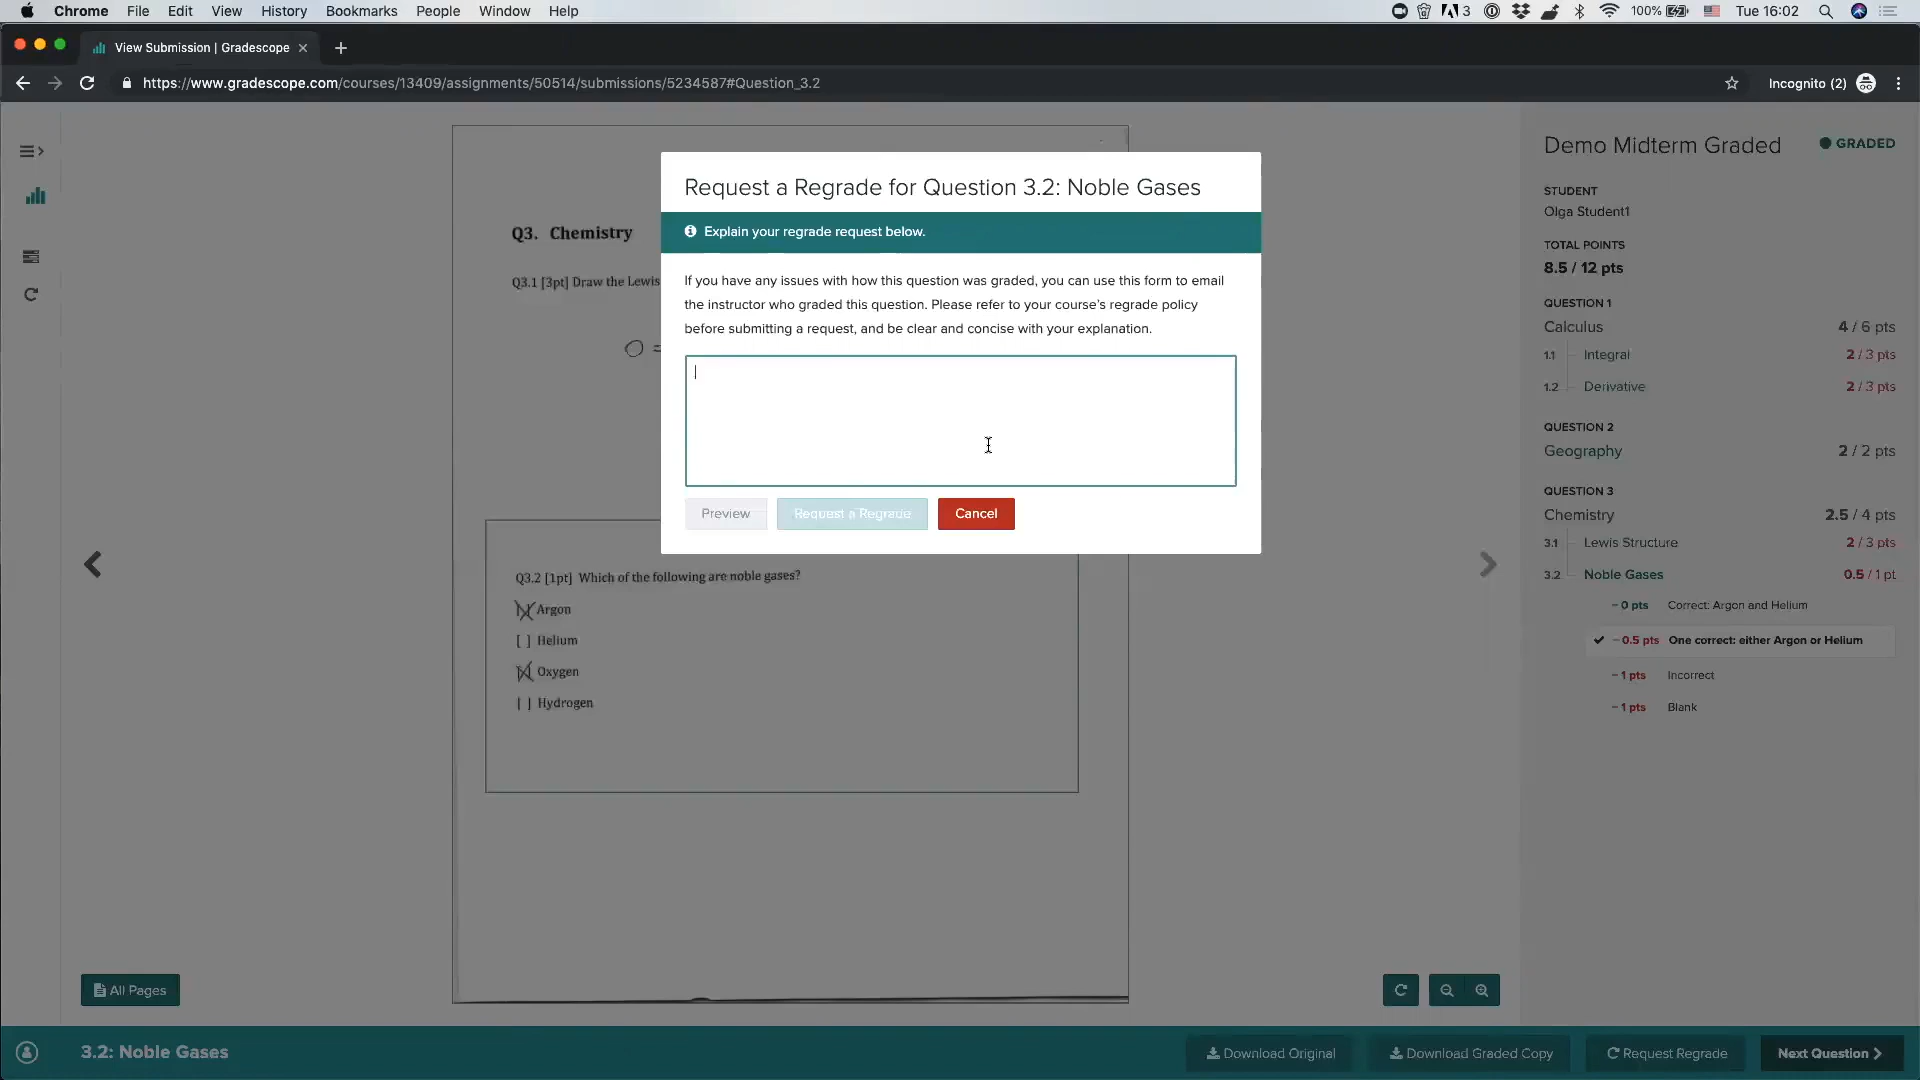 Chrome File Edit View History Bookmarks People Window Help
3 100% Tue 16:02
View Submission | Gradescope
https://www.gradescope.com/courses/13409/assignments/50514/submissions/5234587#Question_3.2
Incognito (2)
Request a Regrade for Question 3.2: Noble Gases
Explain your regrade request below.
If you have any issues with how this question was graded, you can use this form to email
the instructor who graded this question. Please refer to your course's regrade policy
before submitting a request, and be clear and concise with your explanation.
Preview Request a Regrade Cancel
Q3. Chemistry
Q3.1 [3pt] Draw the Lewis
O =
Q3.2 [1pt] Which of the following are noble gases?
[X] Argon
[ ] Helium
[X] Oxygen
[ ] Hydrogen
All Pages
Demo Midterm Graded GRADED
STUDENT
Olga Student1
TOTAL POINTS
8.5 / 12 pts
QUESTION 1
Calculus 4 / 6 pts
1.1 Integral 2 / 3 pts
1.2 Derivative 2 / 3 pts
QUESTION 2
Geography 2 / 2 pts
QUESTION 3
Chemistry 2.5 / 4 pts
3.1 Lewis Structure 2 / 3 pts
3.2 Noble Gases 0.5 / 1 pt
– 0 pts Correct: Argon and Helium
✓ – 0.5 pts One correct: either Argon or Helium
– 1 pts Incorrect
– 1 pts Blank
3.2: Noble Gases
Download Original Download Graded Copy Request Regrade Next Question